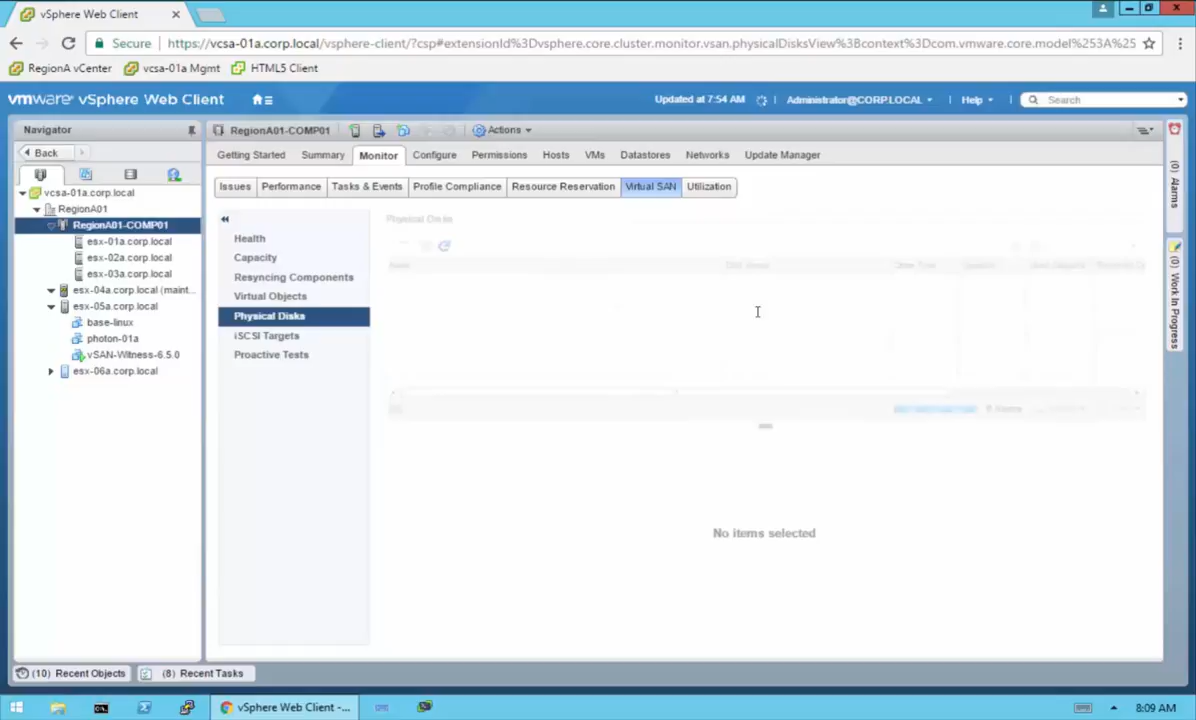 vSphere Web Client
Secure https://vcsa-01a.corp.local/vsphere-client/?csp#extensionId%3Dvsphere.core.cluster.monitor.vsan.physicalDisksView%3Bcontext%3Dcom.vmware.core.model%253A%25
RegionA vCenter vcsa-01a Mgmt HTML5 Client
vmware® vSphere Web Client
Updated at 7:54 AM Administrator@CORP.LOCAL Help Search
Navigator
RegionA01-COMP01 Actions
Back
Getting Started Summary Monitor Configure Permissions Hosts VMs Datastores Networks Update Manager
Issues Performance Tasks & Events Profile Compliance Resource Reservation Virtual SAN Utilization
vcsa-01a.corp.local
RegionA01
RegionA01-COMP01
esx-01a.corp.local
esx-02a.corp.local
esx-03a.corp.local
esx-04a.corp.local (maint...
esx-05a.corp.local
base-linux
photon-01a
vSAN-Witness-6.5.0
esx-06a.corp.local
Health
Capacity
Resyncing Components
Virtual Objects
Physical Disks
iSCSI Targets
Proactive Tests
Physical Disks
Name
No items selected
(0) Alarms
(0) Work In Progress
(10) Recent Objects (8) Recent Tasks
vSphere Web Client -...
8:09 AM